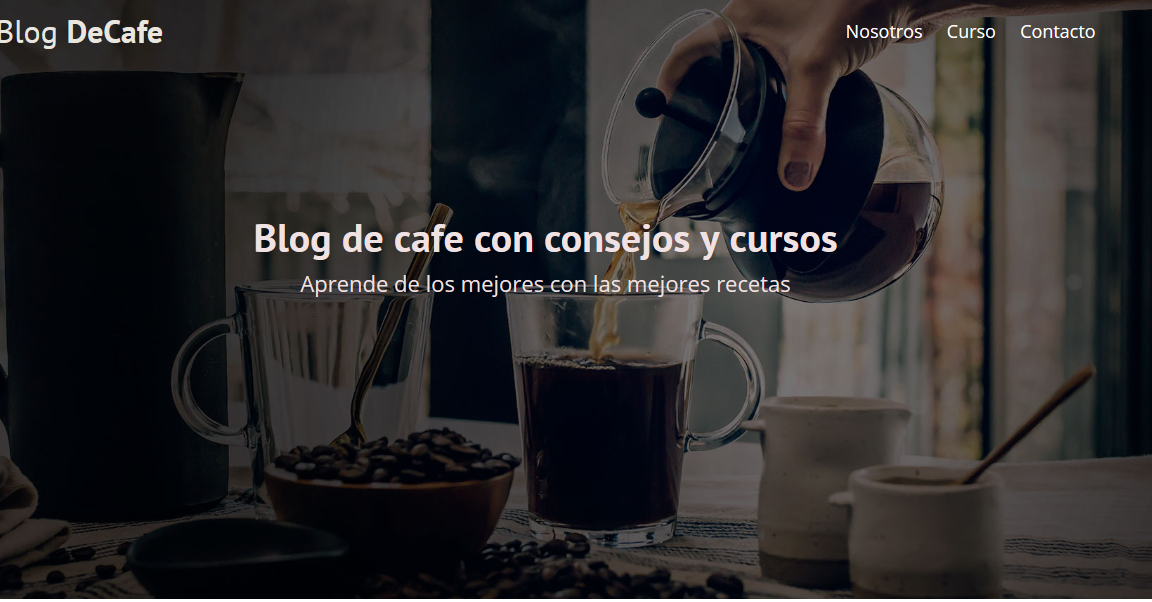 Blog DeCafe
Nosotros Curso Contacto
Blog de cafe con consejos y cursos
Aprende de los mejores con las mejores recetas